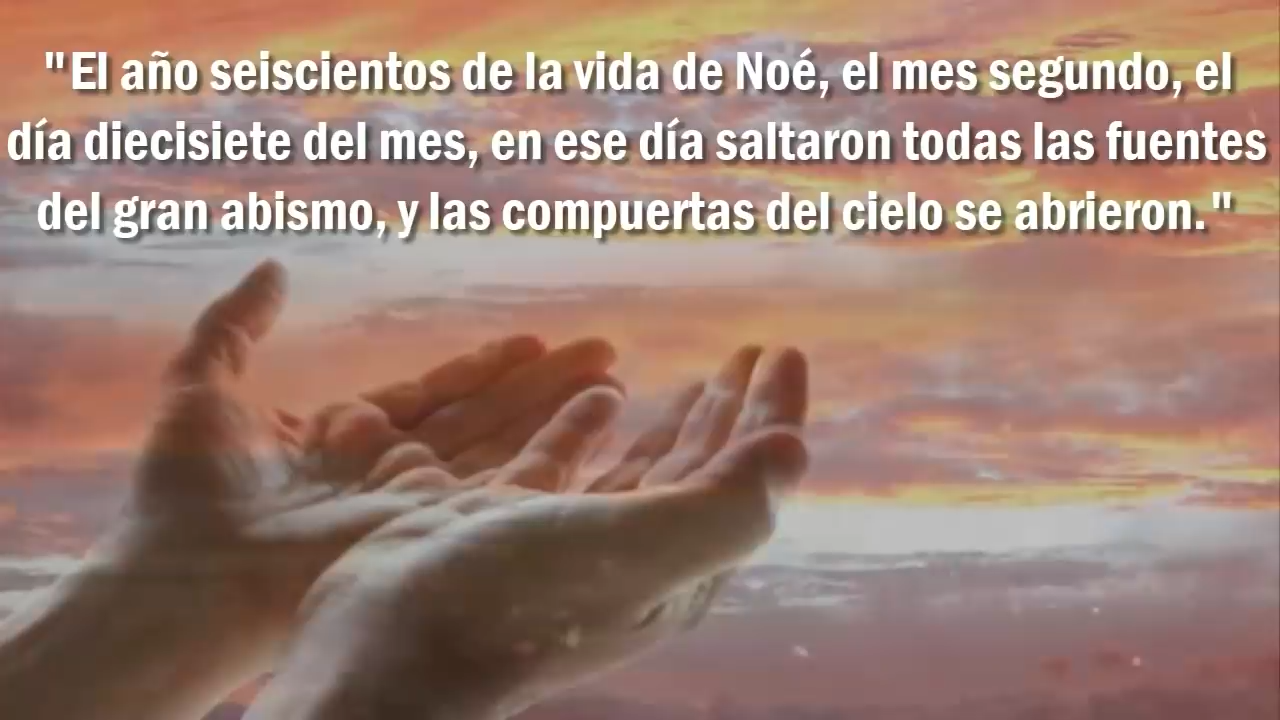 "El año seiscientos de la vida de Noé, el mes segundo, el
día diecisiete del mes, en ese día saltaron todas las fuentes
del gran abismo, y las compuertas del cielo se abrieron."